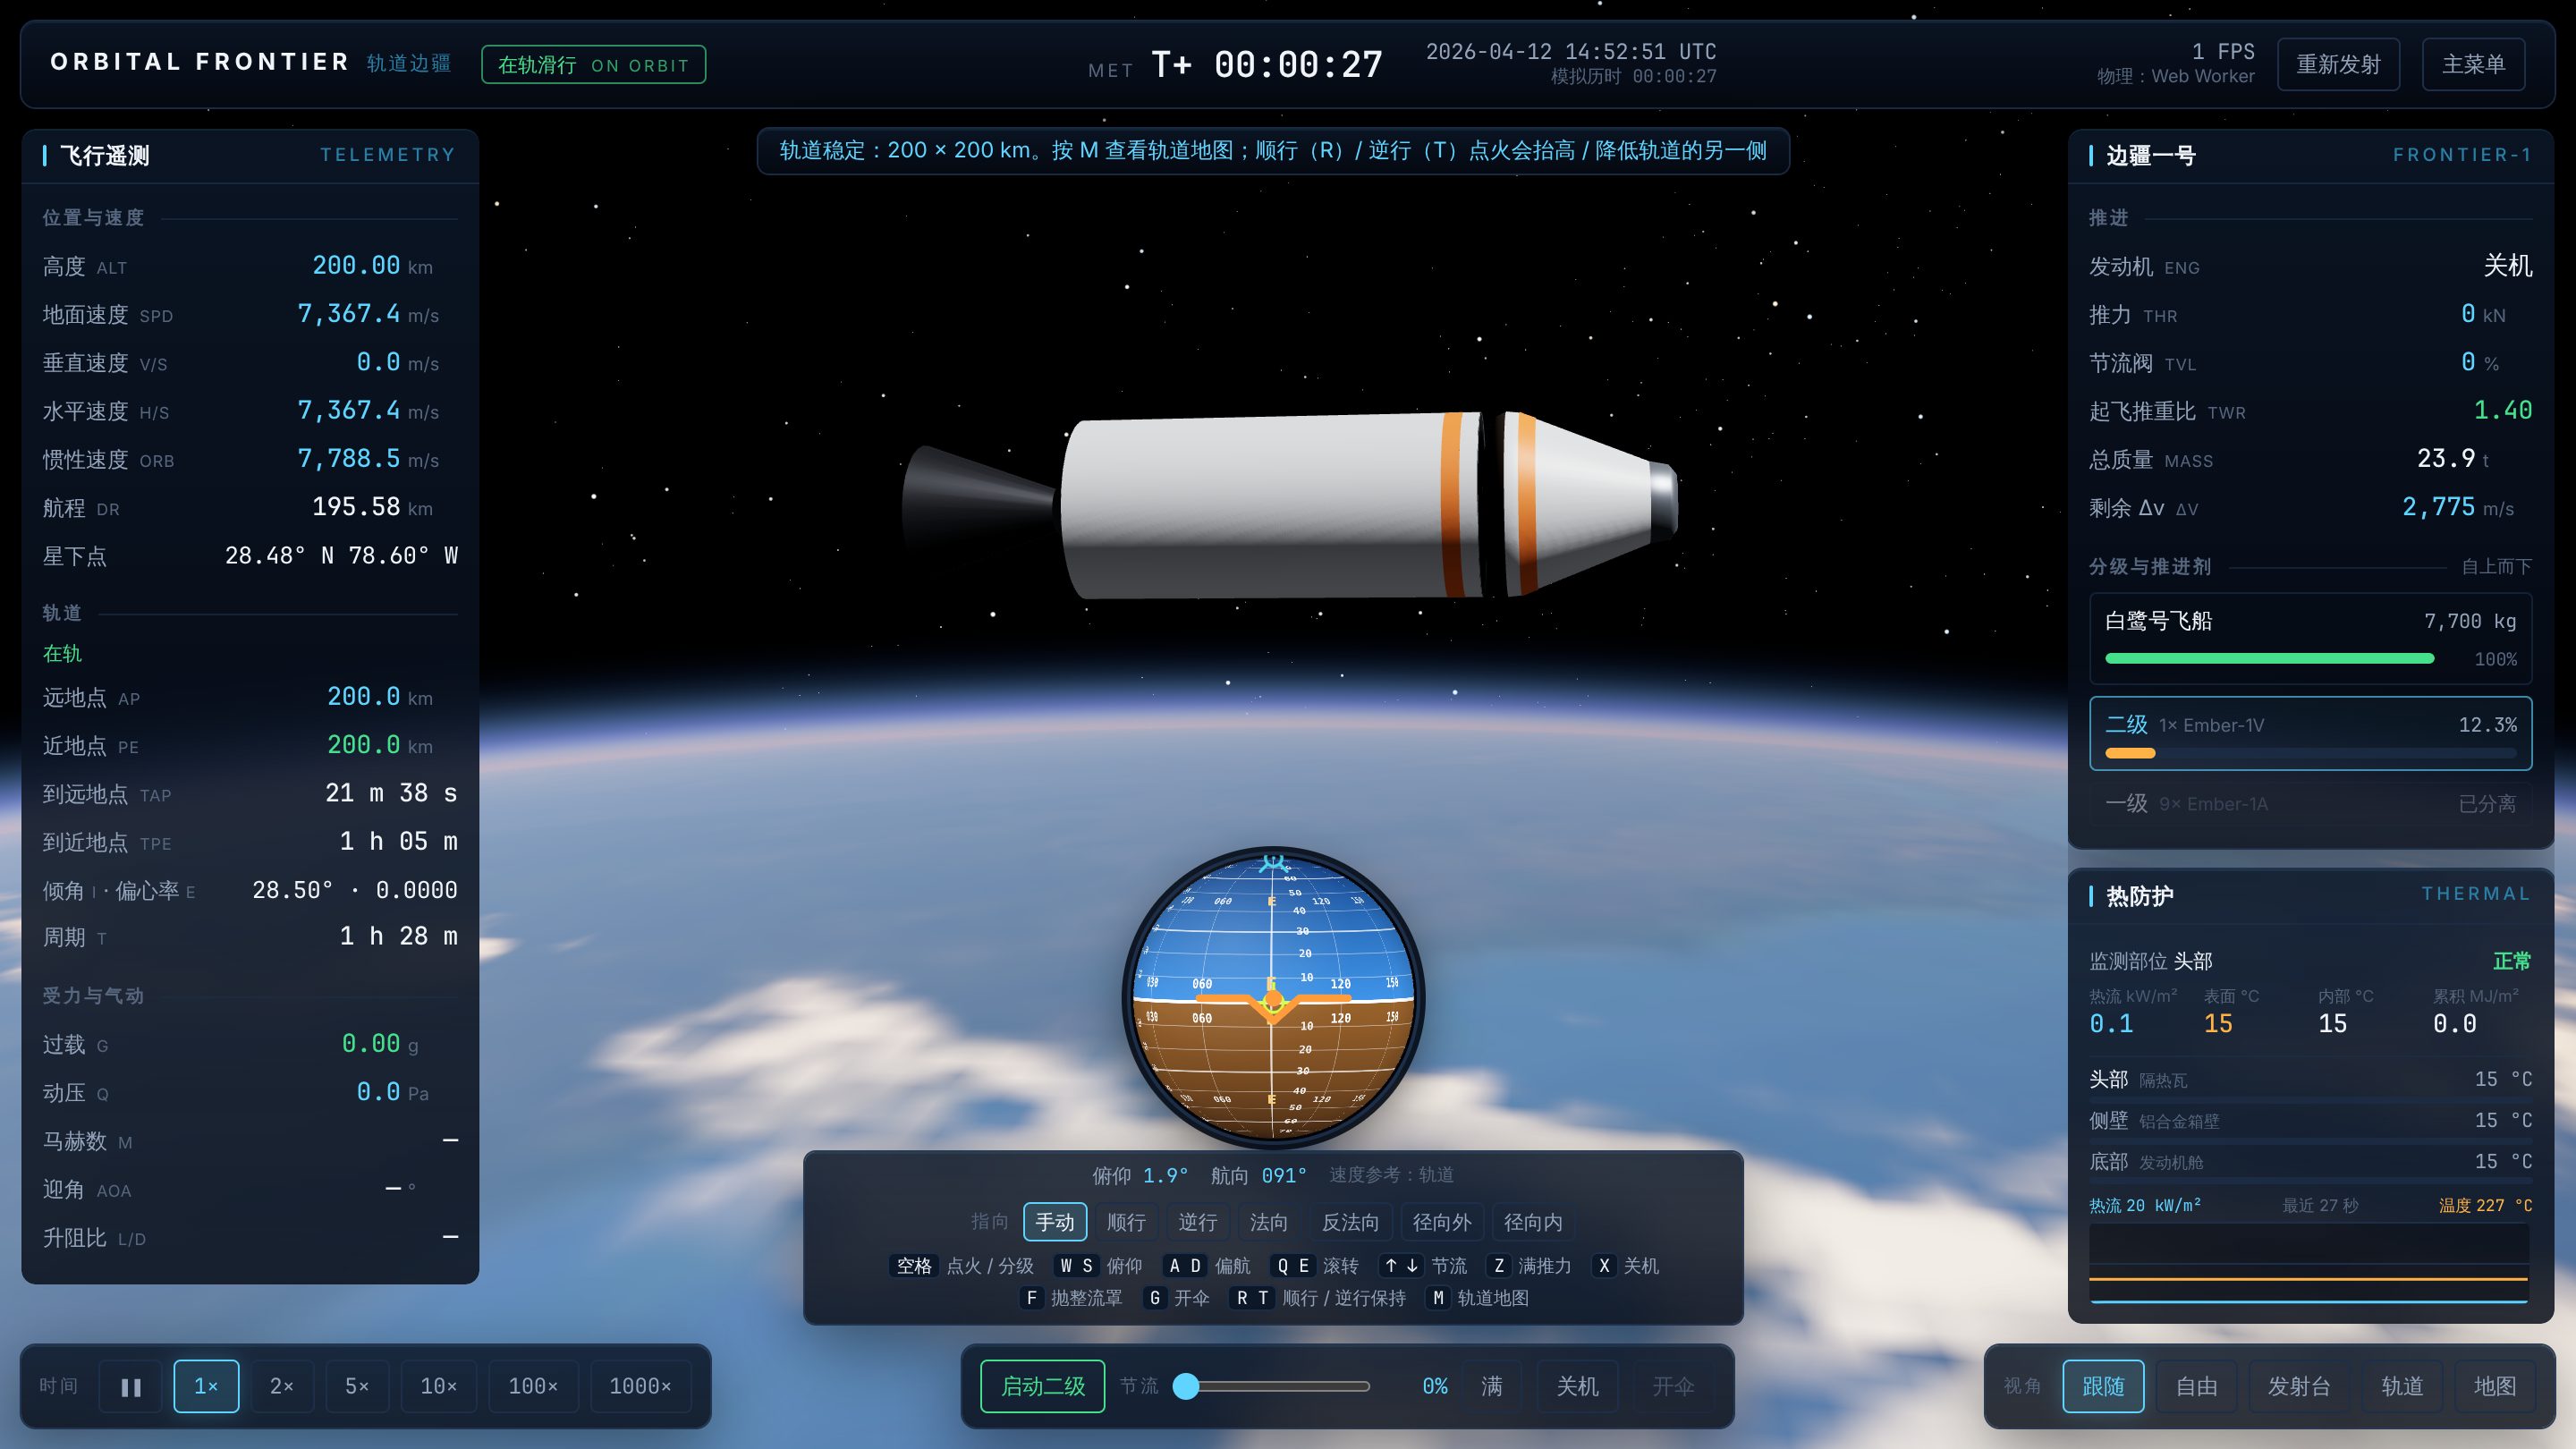 ORBITAL FRONTIER 轨道边疆 在轨滑行 ON ORBIT
MET T+ 00:00:27
2026-04-12 14:52:51 UTC
模拟历时 00:00:27
1 FPS
物理：Web Worker
重新发射 主菜单
轨道稳定：200 × 200 km。按 M 查看轨道地图；顺行（R）/ 逆行（T）点火会抬高 / 降低轨道的另一侧
飞行遥测 TELEMETRY
位置与速度
高度 ALT 200.00 km
地面速度 SPD 7,367.4 m/s
垂直速度 V/S 0.0 m/s
水平速度 H/S 7,367.4 m/s
惯性速度 ORB 7,788.5 m/s
航程 DR 195.58 km
星下点 28.48° N 78.60° W
轨道
在轨
远地点 AP 200.0 km
近地点 PE 200.0 km
到远地点 TAP 21 m 38 s
到近地点 TPE 1 h 05 m
倾角 I · 偏心率 E 28.50° · 0.0000
周期 T 1 h 28 m
受力与气动
过载 G 0.00 g
动压 Q 0.0 Pa
马赫数 M —
迎角 AOA — °
升阻比 L/D —
边疆一号 FRONTIER-1
推进
发动机 ENG 关机
推力 THR 0 kN
节流阀 TVL 0 %
起飞推重比 TWR 1.40
总质量 MASS 23.9 t
剩余 Δv ΔV 2,775 m/s
分级与推进剂 自上而下
白鹭号飞船 7,700 kg
100%
二级 1× Ember-1V 12.3%
一级 9× Ember-1A 已分离
热防护 THERMAL
监测部位 头部 正常
热流 kW/m² 表面 °C 内部 °C 累积 MJ/m²
0.1 15 15 0.0
头部 隔热瓦 15 °C
侧壁 铝合金箱壁 15 °C
底部 发动机舱 15 °C
热流 20 kW/m² 最近 27 秒 温度 227 °C
50
060 E 120
40
30
20
10
060 120 150
030 060 120 150
10
20
30
40
060 E 120
50
俯仰 1.9° 航向 091° 速度参考：轨道
指向 手动 顺行 逆行 法向 反法向 径向外 径向内
空格 点火 / 分级 W S 俯仰 A D 偏航 Q E 滚转 ↑ ↓ 节流 Z 满推力 X 关机
F 抛整流罩 G 开伞 R T 顺行 / 逆行保持 M 轨道地图
时间 1× 2× 5× 10× 100× 1000×
启动二级 节流 0% 满 关机 开伞
视角 跟随 自由 发射台 轨道 地图